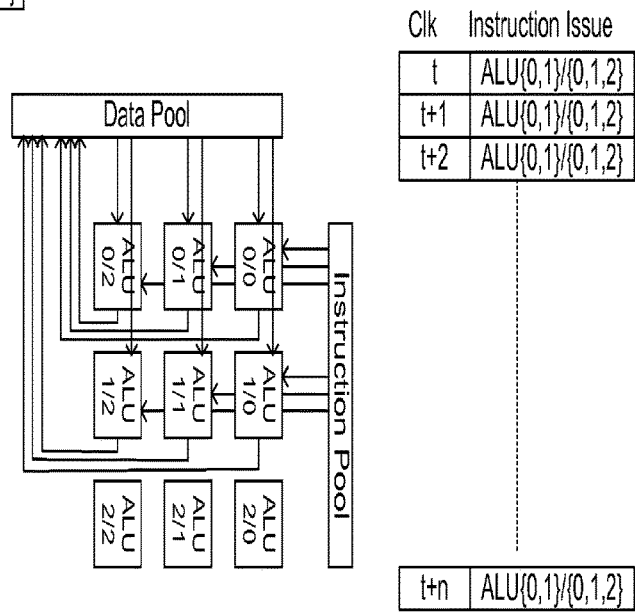 Clk Instruction Issue
t ALU{0,1}/{0,1,2}
t+1 ALU{0,1}/{0,1,2}
t+2 ALU{0,1}/{0,1,2}
t+n ALU{0,1}/{0,1,2}
Data Pool
ALU 0/2
ALU 0/1
ALU 0/0
ALU 1/2
ALU 1/1
ALU 1/0
ALU 2/2
ALU 2/1
ALU 2/0
Instruction Pool